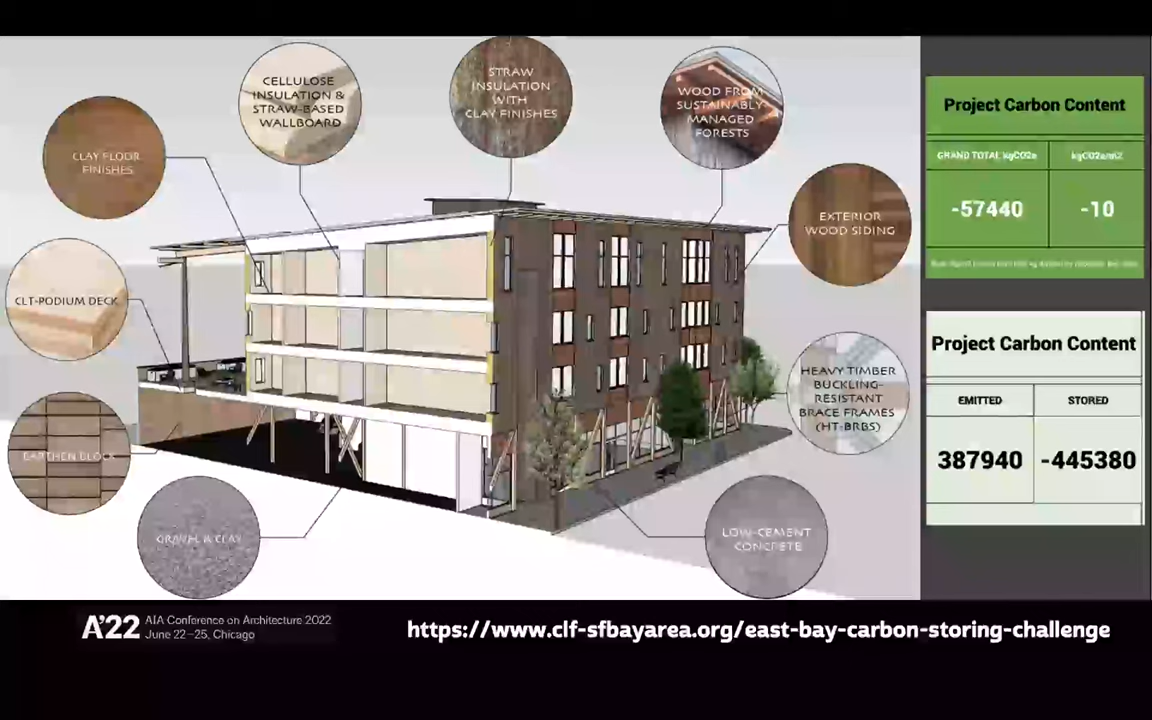 CELLULOSE
INSULATION &
STRAW-BASED
WALLBOARD
STRAW
INSULATION
WITH
CLAY FINISHES
WOOD FROM
SUSTAINABLY
MANAGED
FORESTS
CLAY FLOOR
FINISHES
EXTERIOR
WOOD SIDING
CLT-PODIUM DECK
HEAVY TIMBER
BUCKLING-
RESISTANT
BRACE FRAMES
(HT-BRBS)
EARTHEN BLOCK
GRAVEL & CLAY
LOW-CEMENT
CONCRETE
Project Carbon Content
GRAND TOTAL kgCO2e
kgCO2e/m2
-57440
-10
Project Carbon Content
EMITTED
STORED
387940
-445380
A'22
AIA Conference on Architecture 2022
June 22–25, Chicago
https://www.clf-sfbayarea.org/east-bay-carbon-storing-challenge